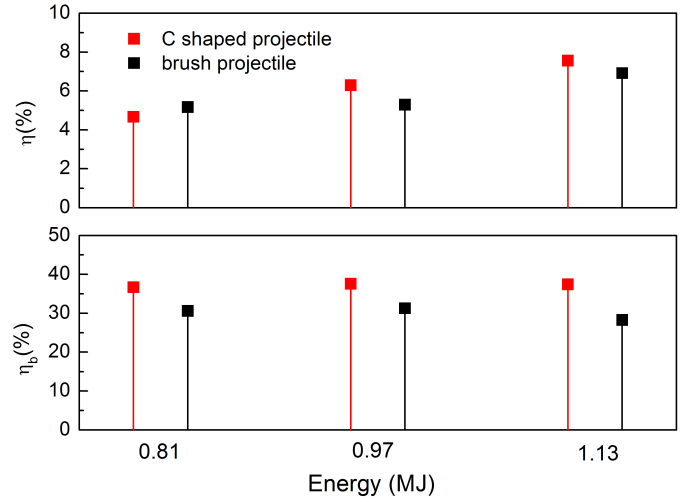 10
8
6
4
2
0
η(%)
C shaped projectile
brush projectile
50
40
30
20
10
0
η_b(%)
0.81 0.97 1.13
Energy (MJ)